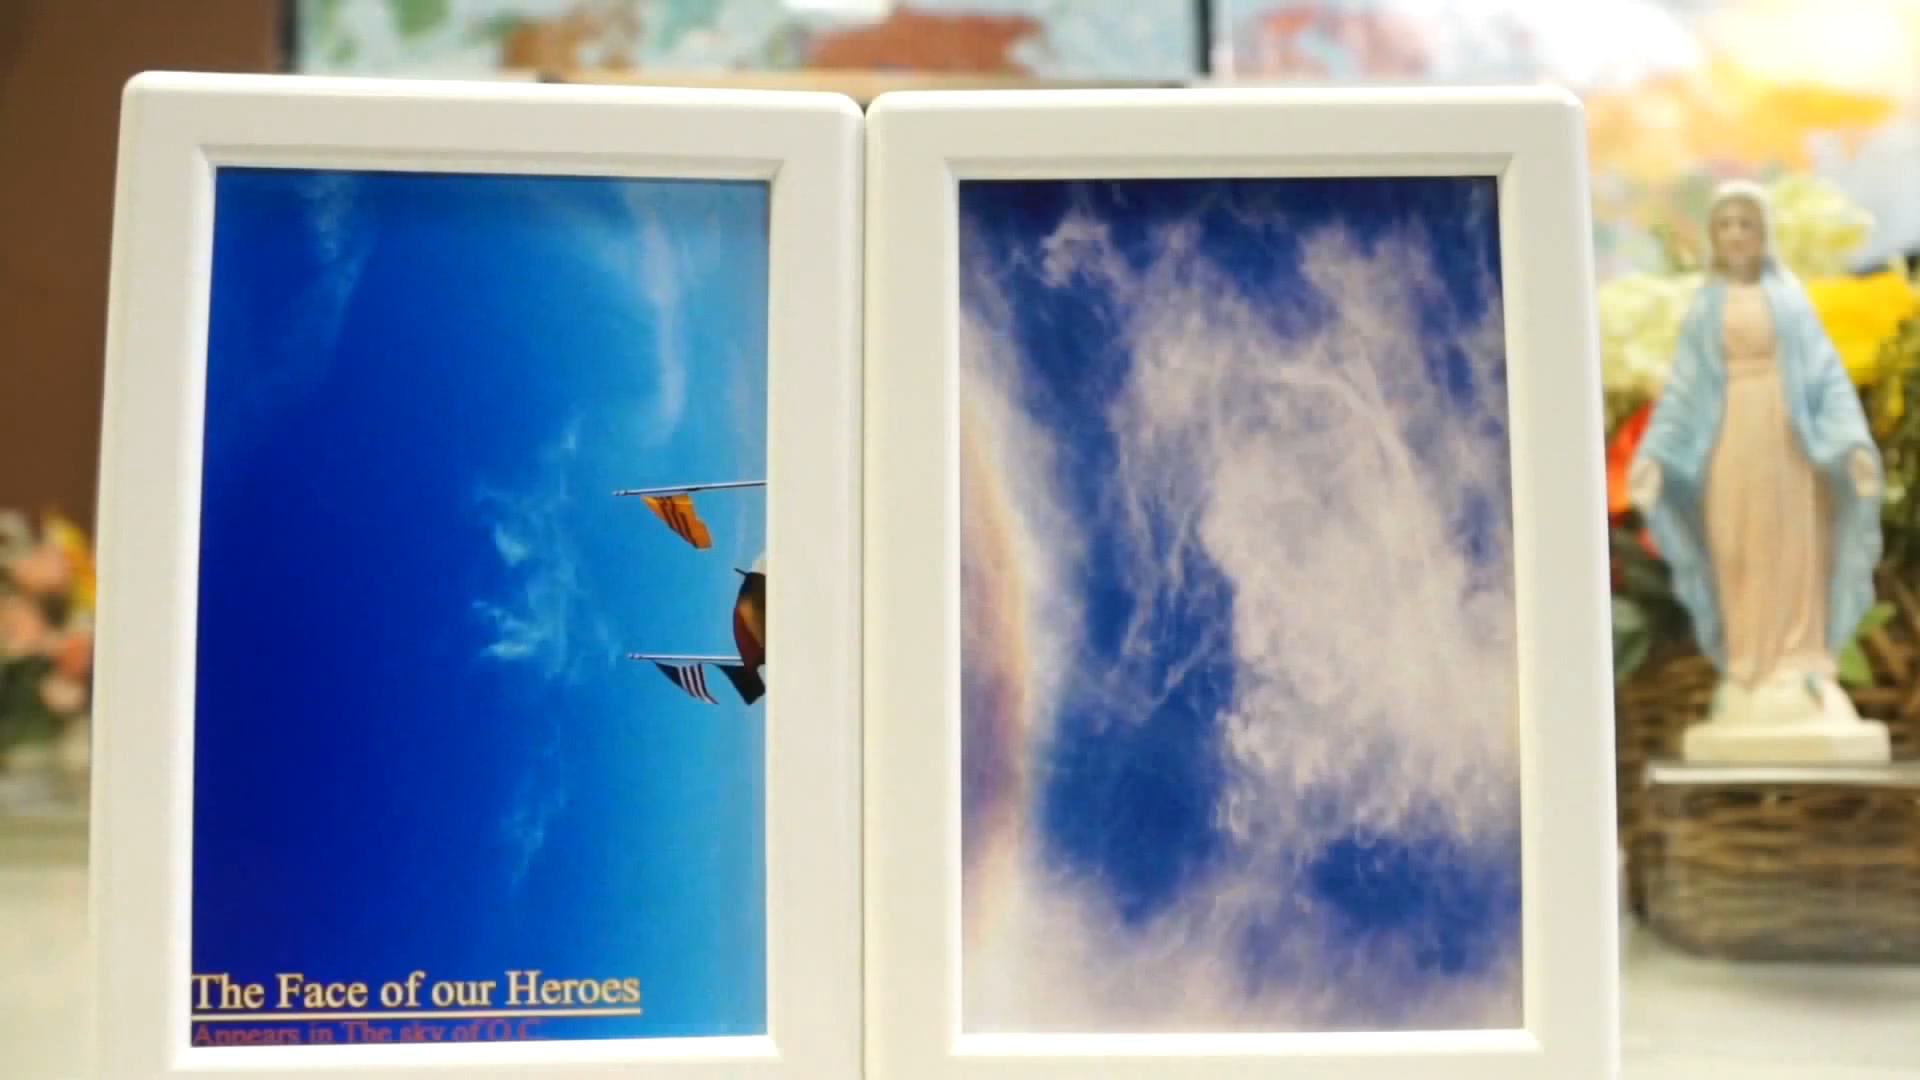 The Face of our Heroes
Appears in The sky of O.C.